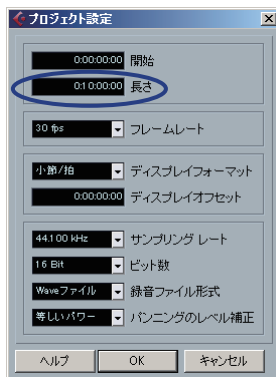 プロジェクト設定
0:00:00:00 開始
0:10:00:00 長さ
30 fps フレームレート
小節/拍 ディスプレイフォーマット
0:00:00:00 ディスプレイオフセット
44.100 kHz サンプリング レート
16 Bit ビット数
Waveファイル 録音ファイル形式
等しいパワー パンニングのレベル補正
ヘルプ OK キャンセル